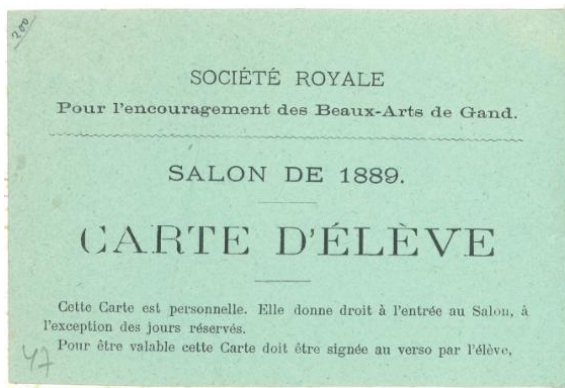 200
SOCIÉTÉ ROYALE
Pour l'encouragement des Beaux-Arts de Gand.
SALON DE 1889.
CARTE D'ÉLÈVE
Cette Carte est personnelle. Elle donne droit à l'entrée au Salon, à
l'exception des jours réservés.
Pour être valable cette Carte doit être signée au verso par l'élève,
47